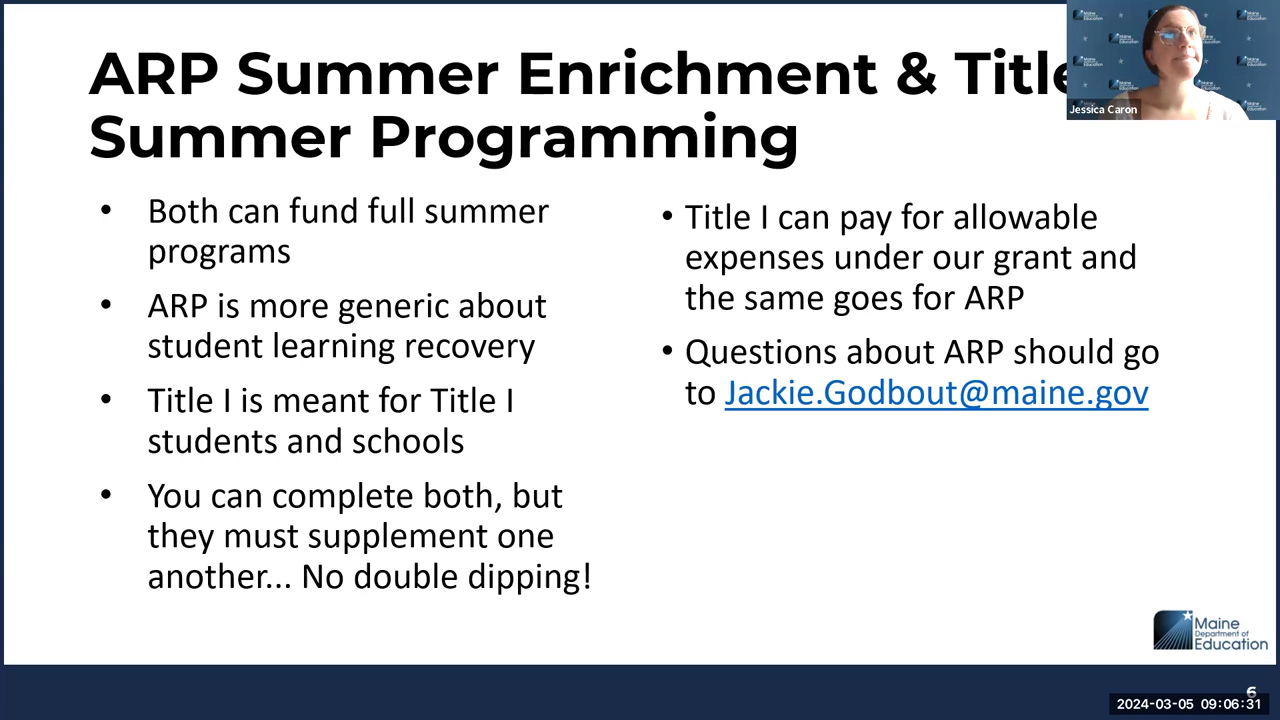 ARP Summer Enrichment & Title
Summer Programming
Jessica Caron
• Both can fund full summer
programs
• ARP is more generic about
student learning recovery
• Title I is meant for Title I
students and schools
• You can complete both, but
they must supplement one
another... No double dipping!
• Title I can pay for allowable
expenses under our grant and
the same goes for ARP
• Questions about ARP should go
to Jackie.Godbout@maine.gov
Maine
Department of
Education
6
2024-03-05 09:06:31